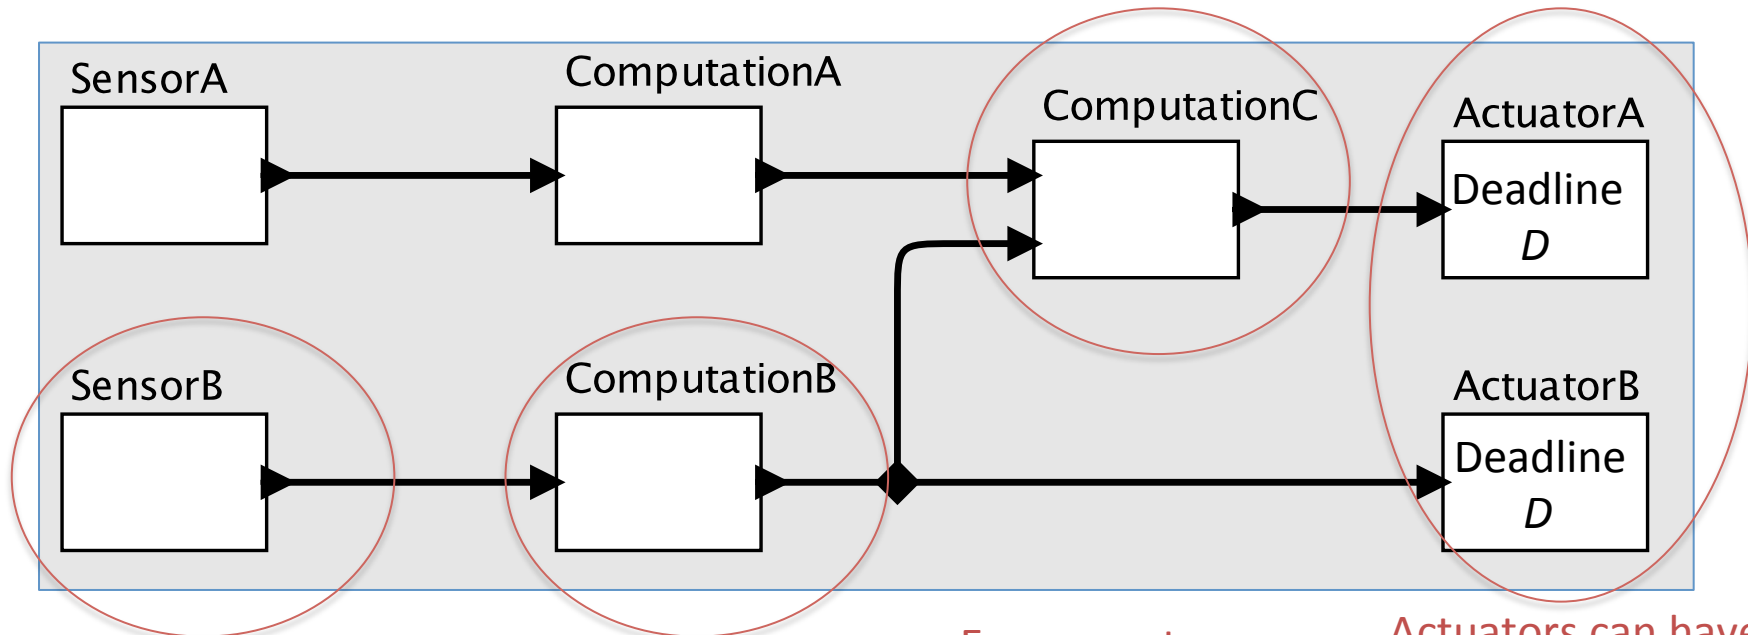 SensorA
ComputationA
ComputationC
ActuatorA
Deadline
D
SensorB
ComputationB
ActuatorB
Deadline
D
Actuators can have